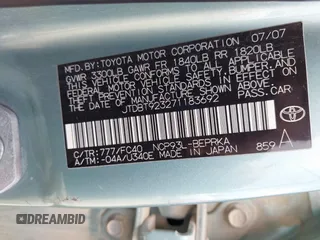 MFD. BY: TOYOTA MOTOR CORPORATION 07/07
GVWR 3300LB GAWR FR 1840LB RR 1820LB
THIS VEHICLE CONFORMS TO ALL APPLICABLE
FEDERAL MOTOR VEHICLE SAFETY, BUMPER, AND
THEFT PREVENTION STANDARDS IN EFFECT ON
THE DATE OF MANUFACTURE SHOWN ABOVE.
JTDBT923271183692 PASS.CAR
C/TR:777/FC40 NCP93L-BEPRKA
A/TM:-04A/U340E MADE IN JAPAN 859 A
DREAMBID